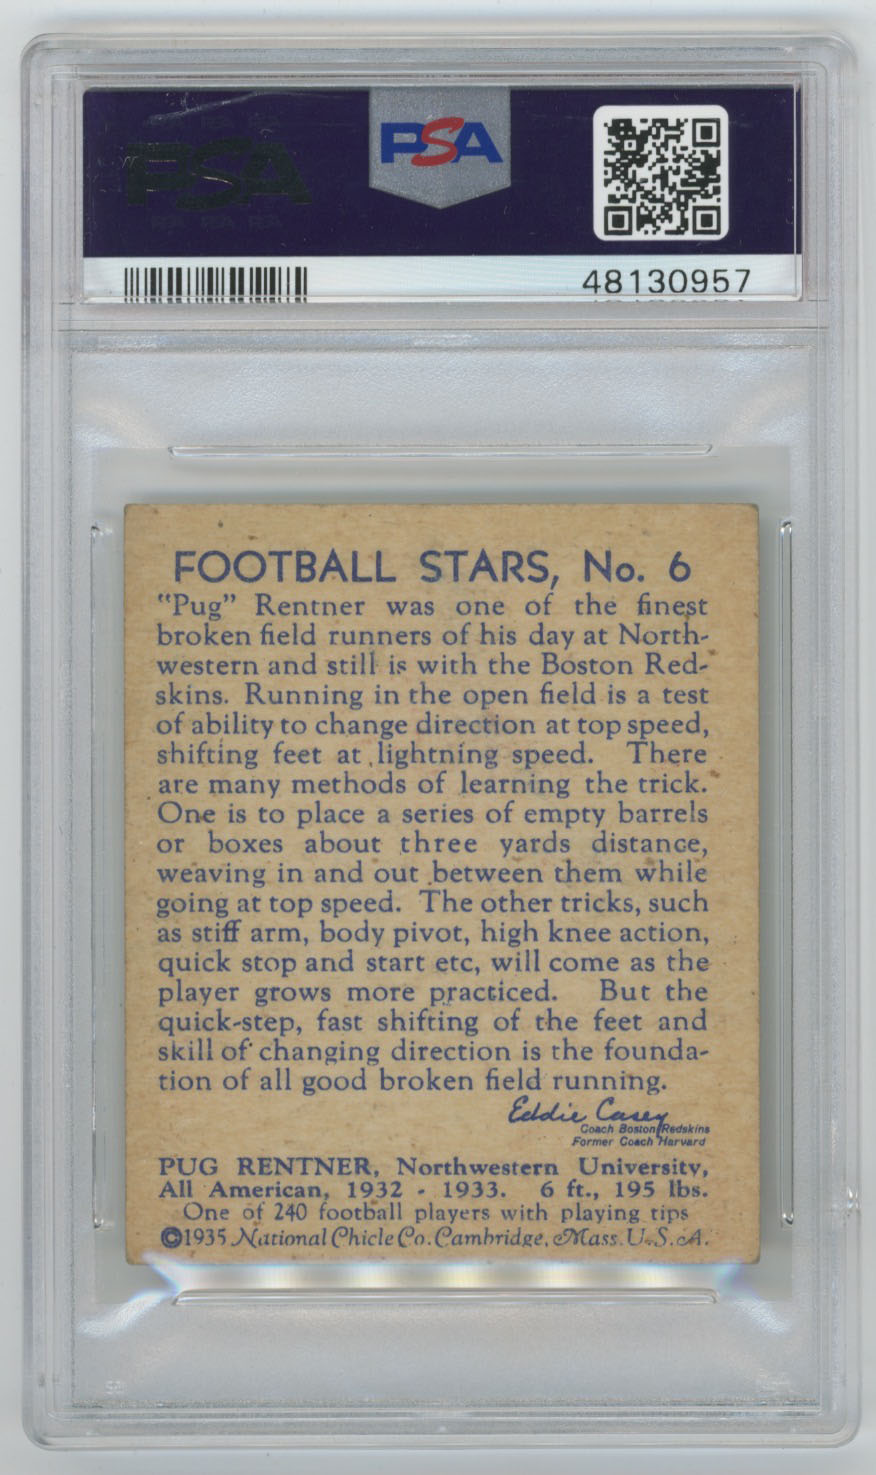 PSA
PSA
48130957
FOOTBALL STARS, No. 6
"Pug" Rentner was one of the finest
broken field runners of his day at North-
western and still is with the Boston Red-
skins. Running in the open field is a test
of ability to change direction at top speed,
shifting feet at lightning speed. There
are many methods of learning the trick.
One is to place a series of empty barrels
or boxes about three yards distance,
weaving in and out between them while
going at top speed. The other tricks, such
as stiff arm, body pivot, high knee action,
quick stop and start etc, will come as the
player grows more practiced. But the
quick-step, fast shifting of the feet and
skill of changing direction is the founda-
tion of all good broken field running.
Eddie Casey
Coach Boston Redskins
Former Coach Harvard
PUG RENTNER, Northwestern University,
All American, 1932 - 1933. 6 ft., 195 lbs.
One of 240 football players with playing tips
©1935 National Chicle Co. Cambridge, Mass. U.S.A.